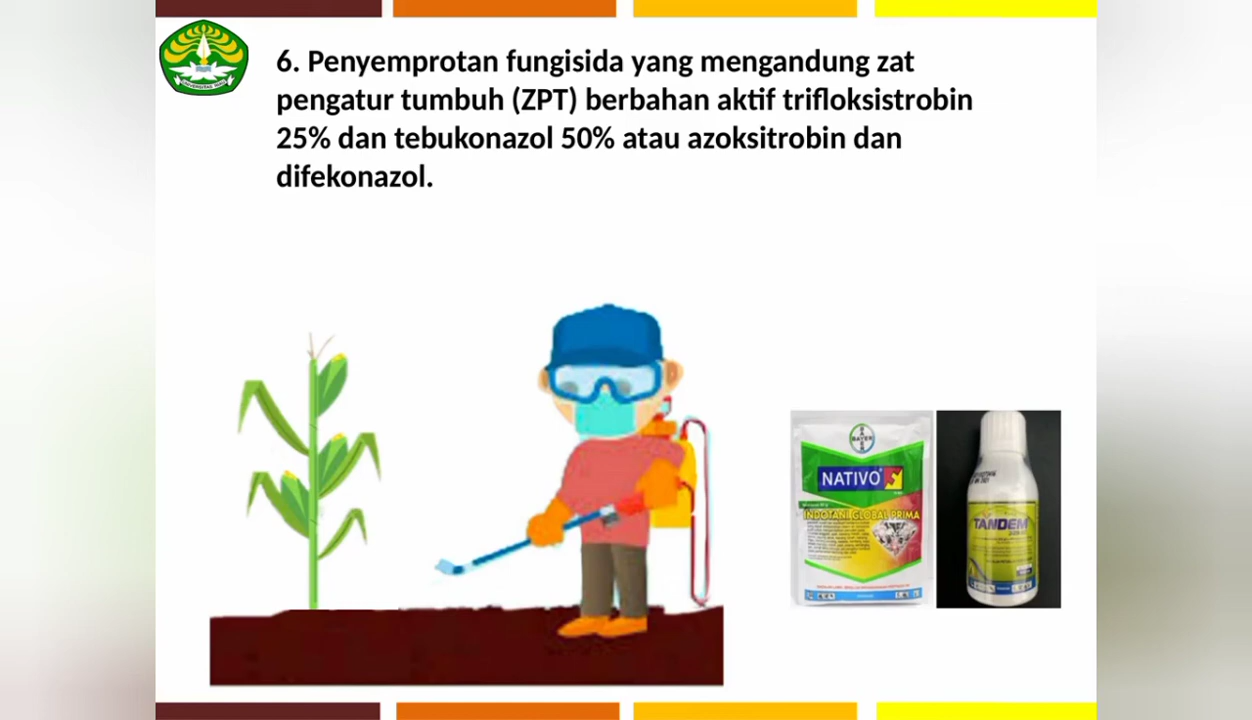 6. Penyemprotan fungisida yang mengandung zat
pengatur tumbuh (ZPT) berbahan aktif trifloksistrobin
25% dan tebukonazol 50% atau azoksitrobin dan
difekonazol.
BAYER
NATIVO
INDOTANI GLOBAL PRIMA
TANDEM